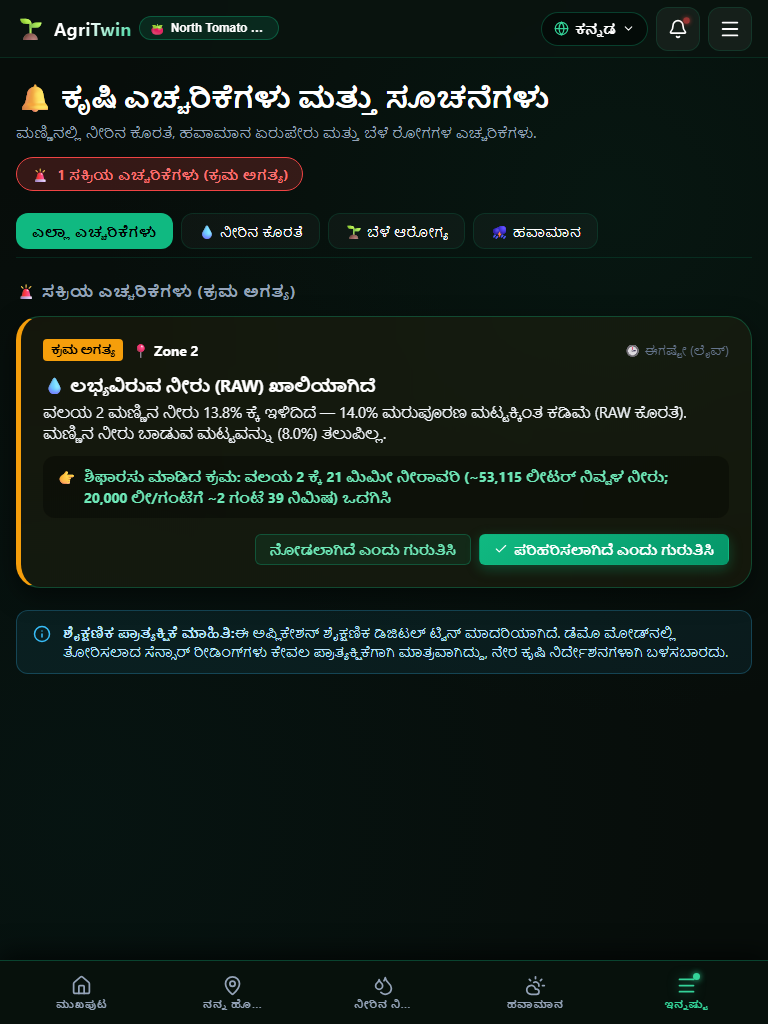 AgriTwin
North Tomato ...
ಕನ್ನಡ
ಕೃಷಿ ಎಚ್ಚರಿಕೆಗಳು ಮತ್ತು ಸೂಚನೆಗಳು
ಮಣ್ಣಿನಲ್ಲಿ ನೀರಿನ ಕೊರತೆ, ಹವಾಮಾನ ಏರುಪೇರು ಮತ್ತು ಬೆಳೆ ರೋಗಗಳ ಎಚ್ಚರಿಕೆಗಳು.
1 ಸಕ್ರಿಯ ಎಚ್ಚರಿಕೆಗಳು (ಕ್ರಮ ಅಗತ್ಯ)
ಎಲ್ಲಾ ಎಚ್ಚರಿಕೆಗಳು
ನೀರಿನ ಕೊರತೆ
ಬೆಳೆ ಆರೋಗ್ಯ
ಹವಾಮಾನ
ಸಕ್ರಿಯ ಎಚ್ಚರಿಕೆಗಳು (ಕ್ರಮ ಅಗತ್ಯ)
ಕ್ರಮ ಅಗತ್ಯ
Zone 2
ಈಗಷ್ಟೇ (ಲೈವ್)
ಲಭ್ಯವಿರುವ ನೀರು (RAW) ಖಾಲಿಯಾಗಿದೆ
ವಲಯ 2 ಮಣ್ಣಿನ ನೀರು 13.8% ಕ್ಕೆ ಇಳಿದಿದೆ — 14.0% ಮರುಪೂರಣ ಮಟ್ಟಕ್ಕಿಂತ ಕಡಿಮೆ (RAW ಕೊರತೆ).
ಮಣ್ಣಿನ ನೀರು ಬಾಡುವ ಮಟ್ಟವನ್ನು (8.0%) ತಲುಪಿಲ್ಲ.
ಶಿಫಾರಸು ಮಾಡಿದ ಕ್ರಮ: ವಲಯ 2 ಕ್ಕೆ 21 ಮಿಮೀ ನೀರಾವರಿ (~53,115 ಲೀಟರ್ ನಿವ್ವಳ ನೀರು;
20,000 ಲೀ/ಗಂಟೆಗೆ ~2 ಗಂಟೆ 39 ನಿಮಿಷ) ಒದಗಿಸಿ
ನೋಡಲಾಗಿದೆ ಎಂದು ಗುರುತಿಸಿ
ಪರಿಹರಿಸಲಾಗಿದೆ ಎಂದು ಗುರುತಿಸಿ
ಶೈಕ್ಷಣಿಕ ಪ್ರಾತ್ಯಕ್ಷಿಕೆ ಮಾಹಿತಿ:ಈ ಅಪ್ಲಿಕೇಶನ್ ಶೈಕ್ಷಣಿಕ ಡಿಜಿಟಲ್ ಟ್ವಿನ್ ಮಾದರಿಯಾಗಿದೆ. ಡೆಮೊ ಮೋಡ್‌ನಲ್ಲಿ
ತೋರಿಸಲಾದ ಸೆನ್ಸಾರ್ ರೀಡಿಂಗ್‌ಗಳು ಕೇವಲ ಪ್ರಾತ್ಯಕ್ಷಿಕೆಗಾಗಿ ಮಾತ್ರವಾಗಿದ್ದು, ನೇರ ಕೃಷಿ ನಿರ್ದೇಶನಗಳಾಗಿ ಬಳಸಬಾರದು.
ಮುಖಪುಟ
ನನ್ನ ಹೊ...
ನೀರಿನ ನಿ...
ಹವಾಮಾನ
ಇನ್ನಷ್ಟು